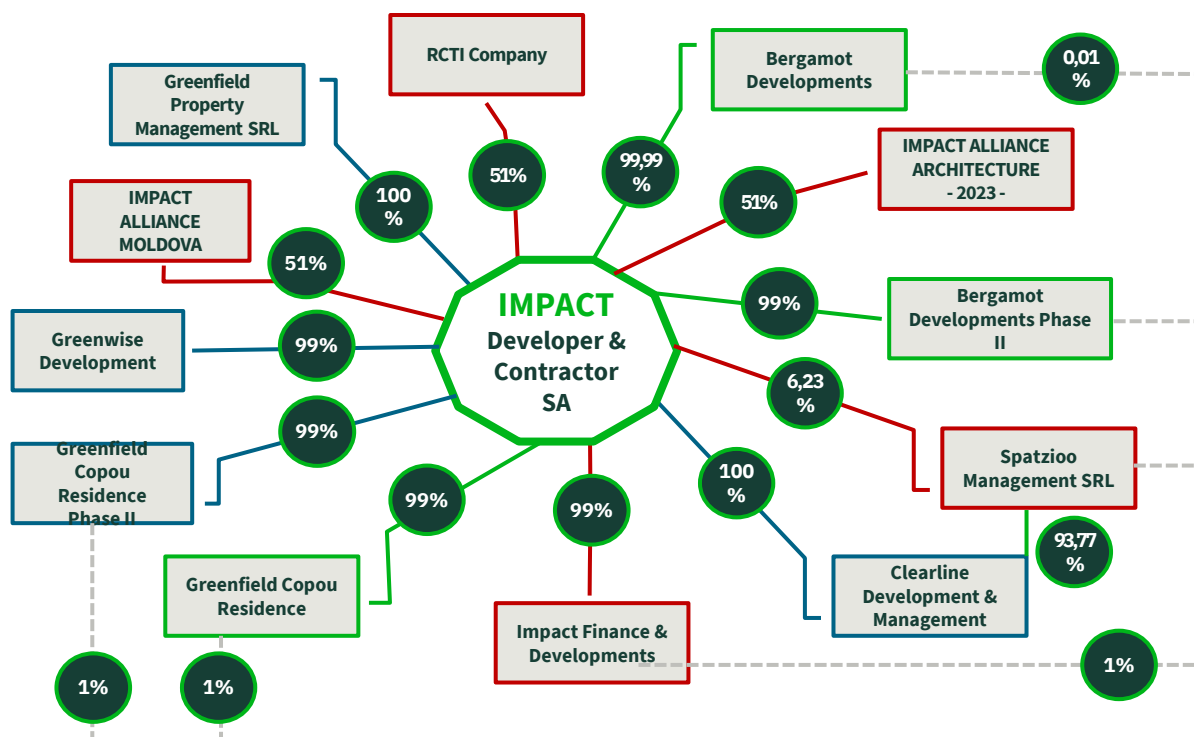 RCTI Company
Bergamot
Developments
0,01
%
Greenfield
Property
Management SRL
IMPACT ALLIANCE
ARCHITECTURE
- 2023 -
51%
99,99
%
51%
100
%
IMPACT
ALLIANCE
MOLDOVA
51%
IMPACT
Developer &
Contractor
SA
99%
Bergamot
Developments Phase
II
Greenwise
Development
99%
6,23
%
99%
Greenfield
Copou
Residence
Phase II
Spatzioo
Management SRL
99%
99%
100
%
93,77
%
Greenfield Copou
Residence
Clearline
Development &
Management
Impact Finance &
Developments
1%
1%
1%